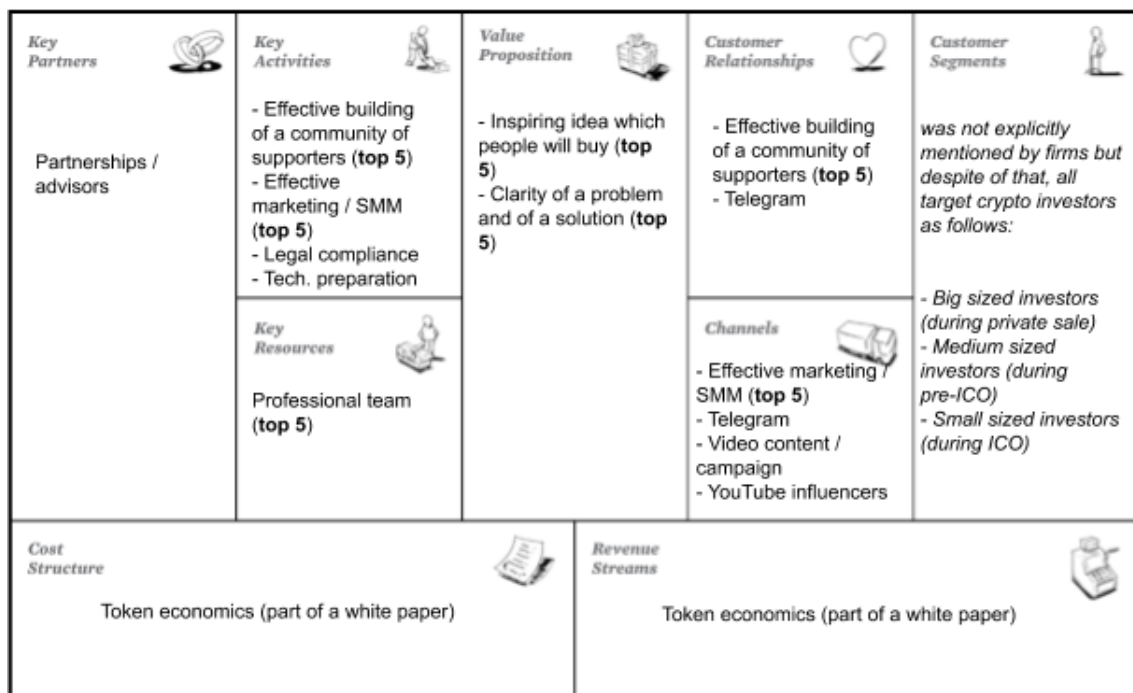 Key
Partners
Partnerships /
advisors
Key
Activities
- Effective building
of a community of
supporters (top 5)
- Effective
marketing / SMM
(top 5)
- Legal compliance
- Tech. preparation
Key
Resources
Professional team
(top 5)
Value
Proposition
- Inspiring idea which
people will buy (top
5)
- Clarity of a problem
and of a solution (top
5)
Customer
Relationships
- Effective building
of a community of
supporters (top 5)
- Telegram
Channels
- Effective marketing /
SMM (top 5)
- Telegram
- Video content /
campaign
- YouTube influencers
Customer
Segments
was not explicitly
mentioned by firms but
despite of that, all
target crypto investors
as follows:
- Big sized investors
(during private sale)
- Medium sized
investors (during
pre-ICO)
- Small sized investors
(during ICO)
Cost
Structure
Token economics (part of a white paper)
Revenue
Streams
Token economics (part of a white paper)